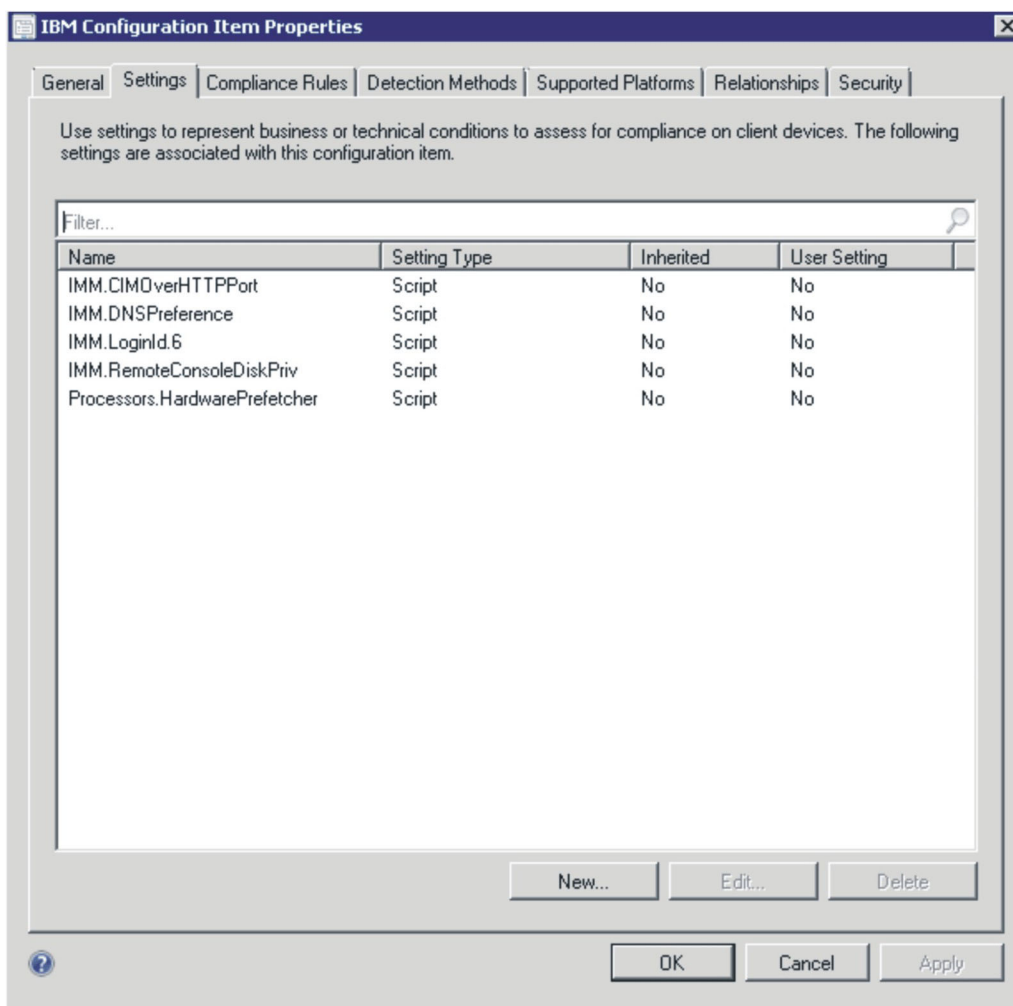 IBM Configuration Item Properties
General Settings Compliance Rules Detection Methods Supported Platforms Relationships Security
Use settings to represent business or technical conditions to assess for compliance on client devices. The following
settings are associated with this configuration item.
Filter...
Name Setting Type Inherited User Setting
IMM.CIMOverHTTPPort Script No No
IMM.DNSPreference Script No No
IMM.LoginId.6 Script No No
IMM.RemoteConsoleDiskPriv Script No No
Processors.HardwarePrefetcher Script No No
New... Edit... Delete
OK Cancel Apply